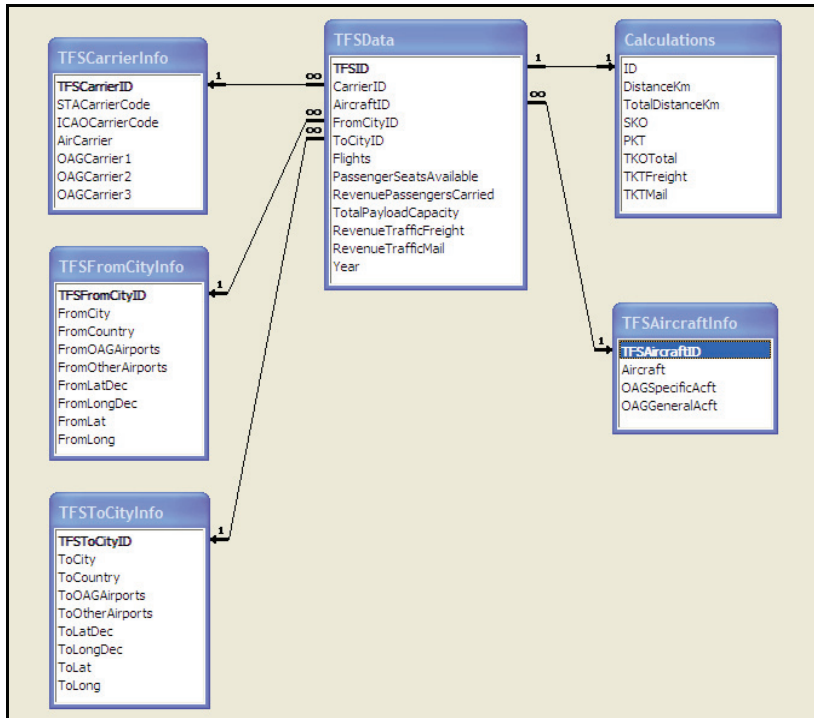 TFSCarrierInfo
TFSCarrierID
STACarrierCode
ICAOCarrierCode
AirCarrier
OAGCarrier1
OAGCarrier2
OAGCarrier3
1
∞
TFSData
TFSID
CarrierID
AircraftID
FromCityID
ToCityID
Flights
PassengerSeatsAvailable
RevenuePassengersCarried
TotalPayloadCapacity
RevenueTrafficFreight
RevenueTrafficMail
Year
1
1
∞
∞
∞
Calculations
ID
DistanceKm
TotalDistanceKm
SKO
PKT
TKOTotal
TKTFreight
TKTMail
TFSFromCityInfo
TFSFromCityID
FromCity
FromCountry
FromOAGAirports
FromOtherAirports
FromLatDec
FromLongDec
FromLat
FromLong
1
TFSAircraftInfo
TFSAircraftID
Aircraft
OAGSpecificAcft
OAGGeneralAcft
1
TFSToCityInfo
TFSToCityID
ToCity
ToCountry
ToOAGAirports
ToOtherAirports
ToLatDec
ToLongDec
ToLat
ToLong
1